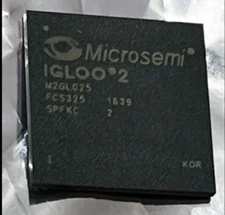 Microsemi®
IGLOO®2
M2GL025
FCS325 1639
SPFKC 2
KOR